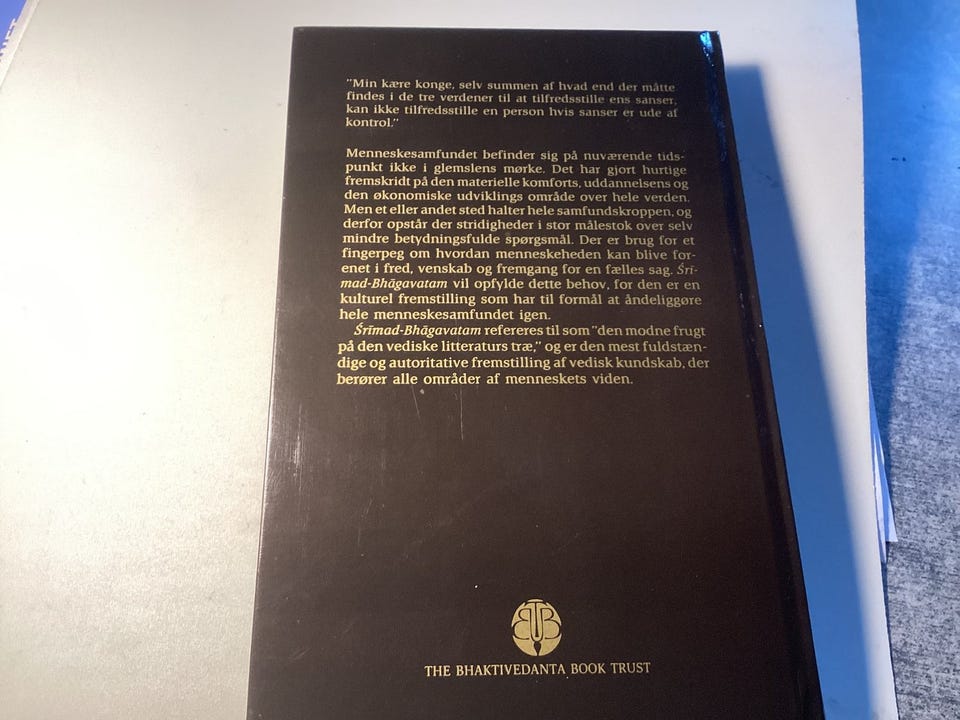 "Min kære konge, selv summen af hvad end der måtte
findes i de tre verdener til at tilfredsstille ens sanser,
kan ikke tilfredsstille en person hvis sanser er ude af
kontrol."
Menneskesamfundet befinder sig på nuværende tids-
punkt ikke i glemslens mørke. Det har gjort hurtige
fremskridt på den materielle komforts, uddannelsens og
den økonomiske udviklings område over hele verden.
Men et eller andet sted halter hele samfundskroppen, og
derfor opstår der stridigheder i stor målestok over selv
mindre betydningsfulde spørgsmål. Der er brug for et
fingerpeg om hvordan menneskeheden kan blive for-
enet i fred, venskab og fremgang for en fælles sag. Śrī-
mad-Bhāgavatam vil opfylde dette behov, for den er en
kulturel fremstilling som har til formål at åndeliggøre
hele menneskesamfundet igen.
Śrīmad-Bhāgavatam refereres til som "den modne frugt
på den vediske litteraturs træ," og er den mest fuldstæn-
dige og autoritative fremstilling af vedisk kundskab, der
berører alle områder af menneskets viden.
BTB
THE BHAKTIVEDANTA BOOK TRUST